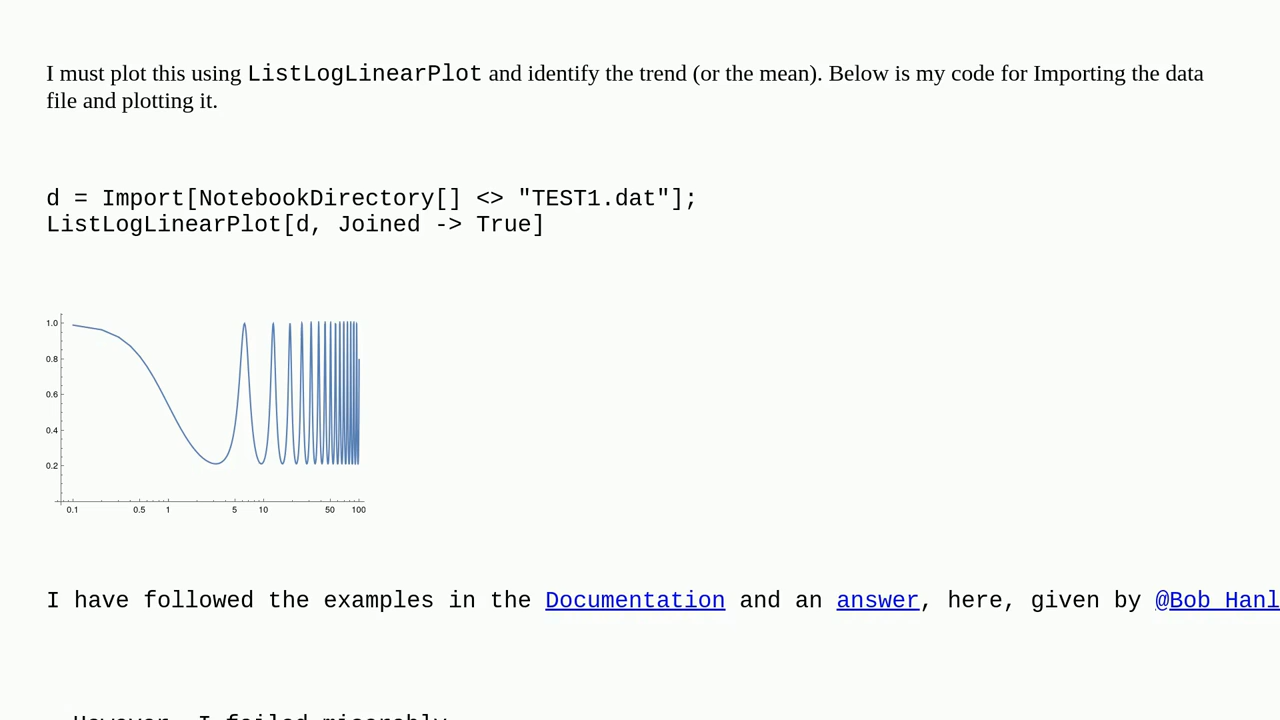 I must plot this using ListLogLinearPlot and identify the trend (or the mean). Below is my code for Importing the data
file and plotting it.
d = Import[NotebookDirectory[] <> "TEST1.dat"];
ListLogLinearPlot[d, Joined -> True]
1.0
0.8
0.6
0.4
0.2
0.1 0.5 1 5 10 50 100
I have followed the examples in the Documentation and an answer, here, given by @Bob Hanl
However, I failed miserably